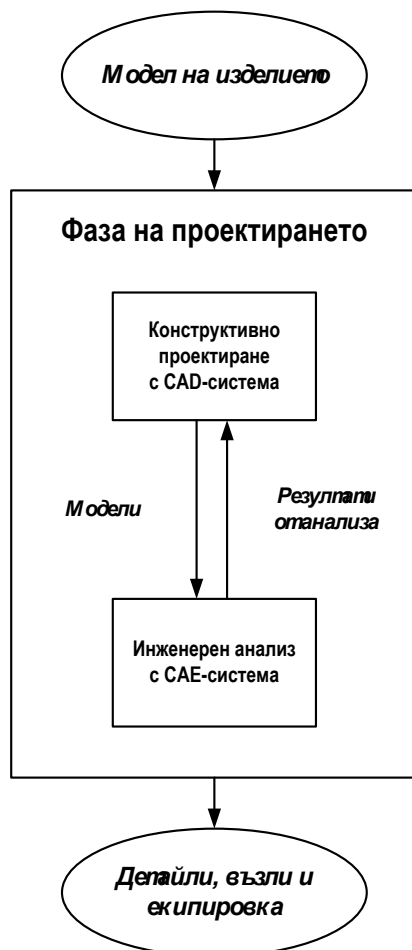 Модел на изделието
Фаза на проектирането
Конструктивно
проектиране
с CAD-система
Модели
Резултати
от анализа
Инженерен анализ
с CAE-система
Детайли, възли и
екипировка